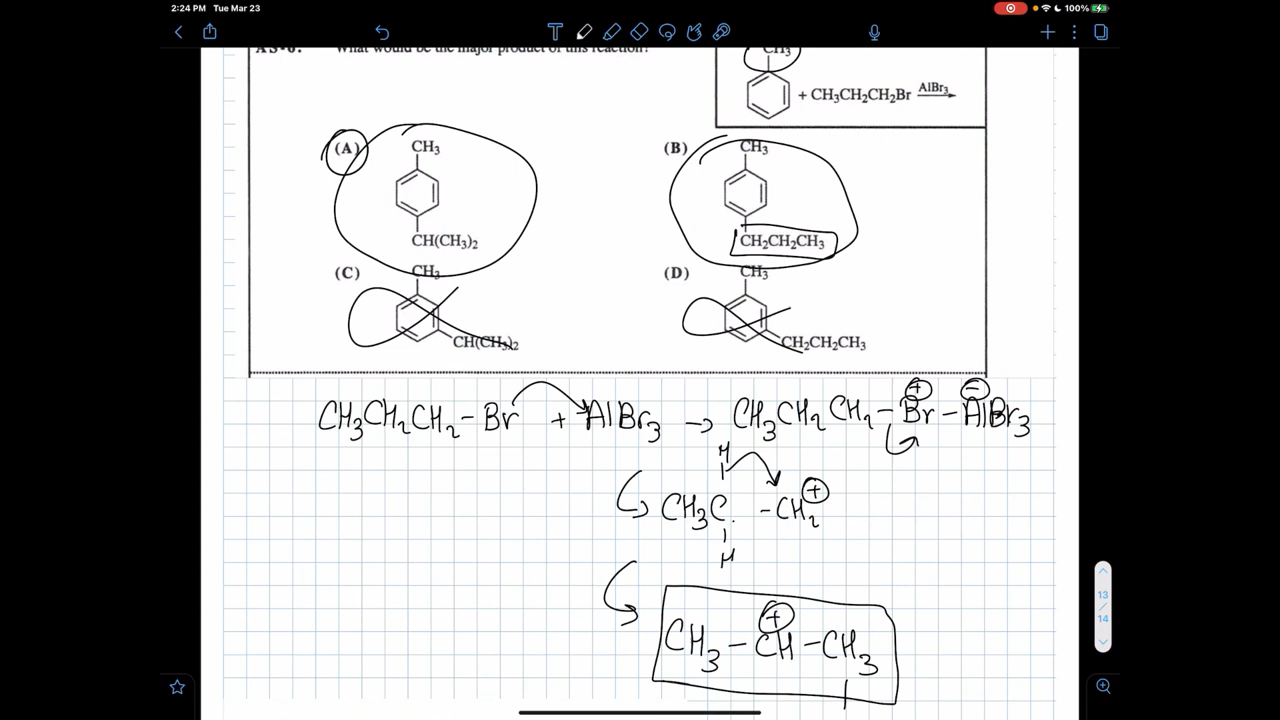 2:24 PM Tue Mar 23
100%
AS-6. What would be the major product of this reaction?
CH3
+ CH3CH2CH2Br AlBr3
(A) CH3
CH(CH3)2
(B) CH3
CH2CH2CH3
(C) CH3
CH(CH3)2
(D) CH3
CH2CH2CH3
CH3CH2CH2-Br + AlBr3 → CH3CH2CH2-Br-AlBr3
+ −
H
CH3C -CH2 +
H
+
CH3-CH-CH3
13
/
14